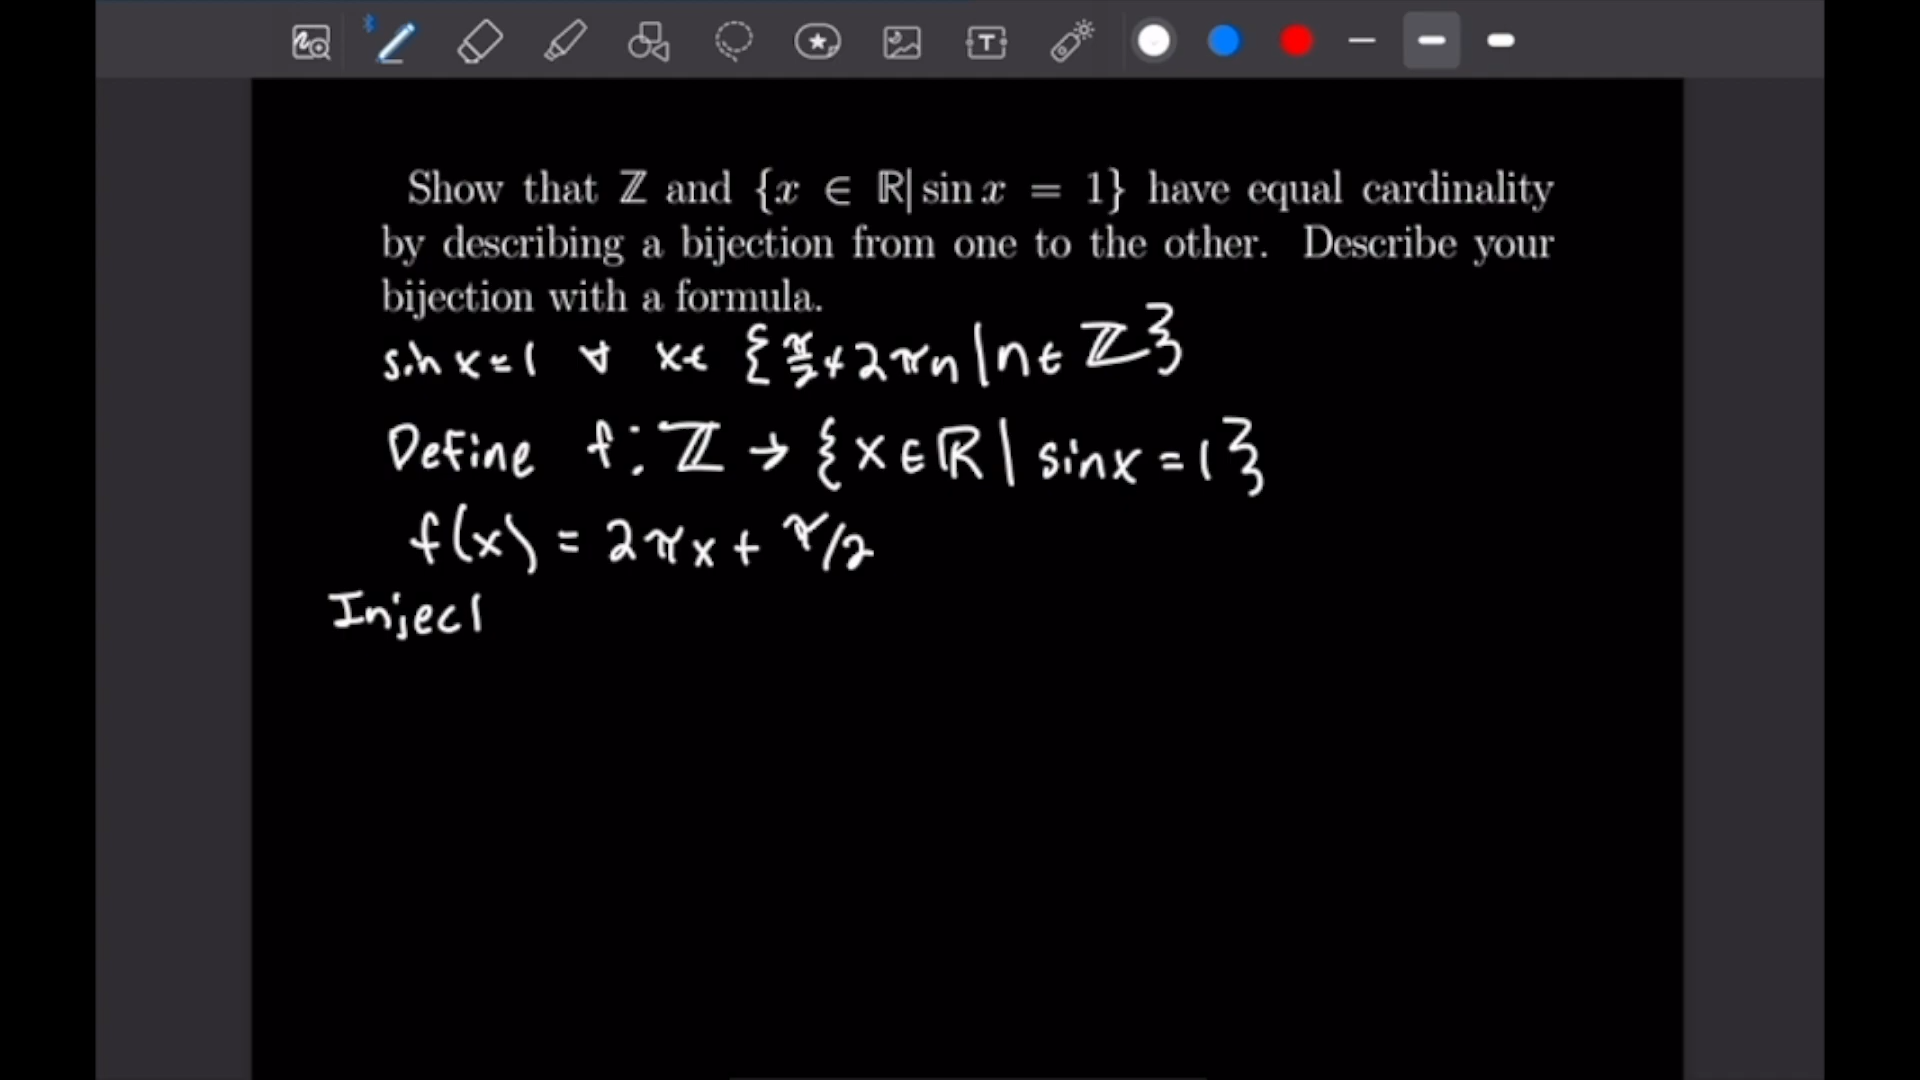 Show that ℤ and {x ∈ ℝ| sin x = 1} have equal cardinality
by describing a bijection from one to the other. Describe your
bijection with a formula.
sin x = 1 ∀ x ∈ {π/2 + 2πn | n ∈ ℤ}
Define f: ℤ → {x ∈ ℝ | sin x = 1}
f(x) = 2πx + π/2
Injecl